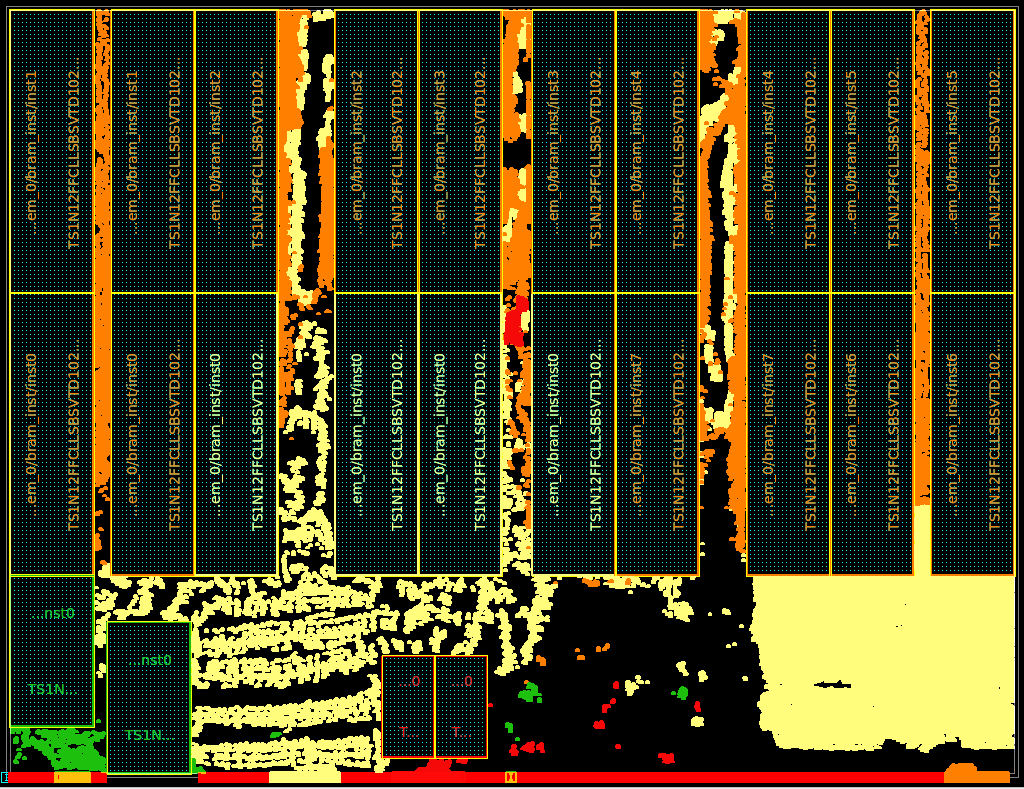 ...em_0/bram_inst/inst1
TS1N12FFCLLSBSVTD102...
...em_0/bram_inst/inst1
TS1N12FFCLLSBSVTD102...
...em_0/bram_inst/inst2
TS1N12FFCLLSBSVTD102...
...em_0/bram_inst/inst2
TS1N12FFCLLSBSVTD102...
...em_0/bram_inst/inst3
TS1N12FFCLLSBSVTD102...
...em_0/bram_inst/inst3
TS1N12FFCLLSBSVTD102...
...em_0/bram_inst/inst4
TS1N12FFCLLSBSVTD102...
...em_0/bram_inst/inst4
TS1N12FFCLLSBSVTD102...
...em_0/bram_inst/inst5
TS1N12FFCLLSBSVTD102...
...em_0/bram_inst/inst5
TS1N12FFCLLSBSVTD102...
...em_0/bram_inst/inst0
TS1N12FFCLLSBSVTD102...
...em_0/bram_inst/inst0
TS1N12FFCLLSBSVTD102...
...em_0/bram_inst/inst0
TS1N12FFCLLSBSVTD102...
...em_0/bram_inst/inst0
TS1N12FFCLLSBSVTD102...
...em_0/bram_inst/inst0
TS1N12FFCLLSBSVTD102...
...em_0/bram_inst/inst0
TS1N12FFCLLSBSVTD102...
...em_0/bram_inst/inst7
TS1N12FFCLLSBSVTD102...
...em_0/bram_inst/inst7
TS1N12FFCLLSBSVTD102...
...em_0/bram_inst/inst6
TS1N12FFCLLSBSVTD102...
...em_0/bram_inst/inst6
TS1N12FFCLLSBSVTD102...
...nst0
TS1N...
...nst0
TS1N...
...0
T...
...0
T...